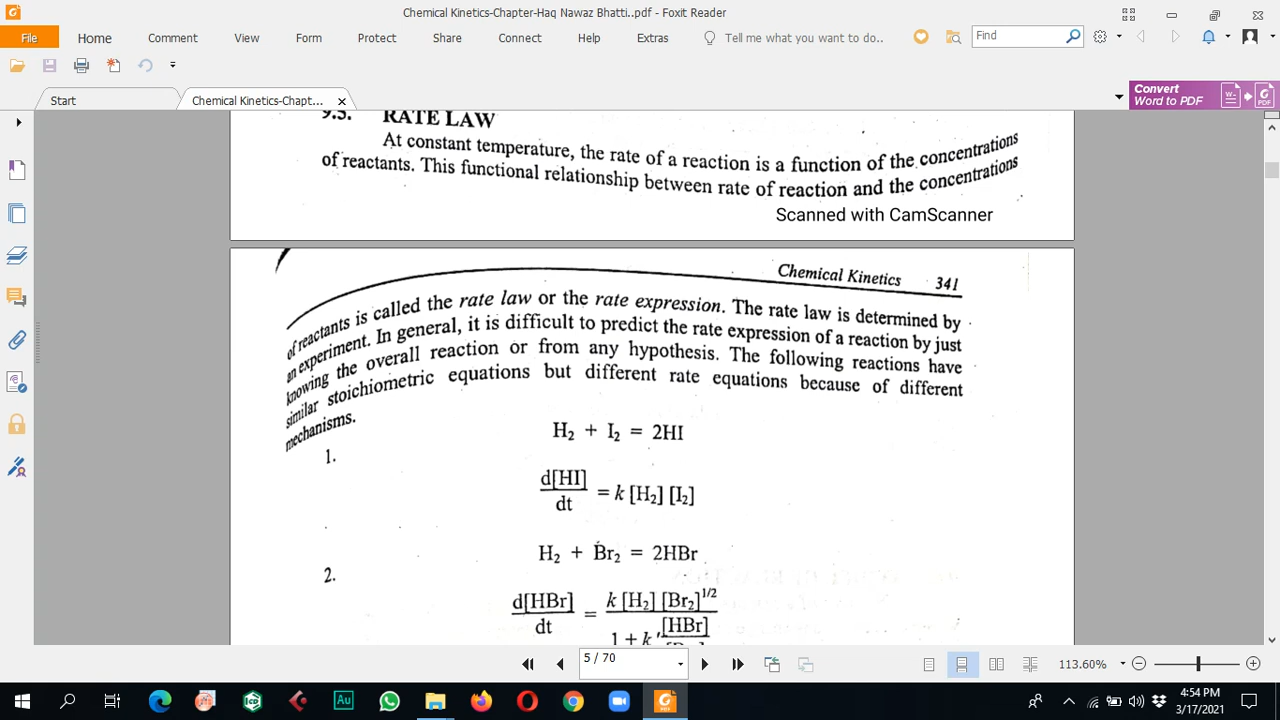 Chemical Kinetics-Chapter-Haq Nawaz Bhatti..pdf - Foxit Reader
File Home Comment View Form Protect Share Connect Help Extras Tell me what you want to do.. Find
Start Chemical Kinetics-Chapt... Convert Word to PDF
9.5. RATE LAW
At constant temperature, the rate of a reaction is a function of the concentrations
of reactants. This functional relationship between rate of reaction and the concentrations
Scanned with CamScanner
Chemical Kinetics 341
of reactants is called the rate law or the rate expression. The rate law is determined by
an experiment. In general, it is difficult to predict the rate expression of a reaction by just
knowing the overall reaction or from any hypothesis. The following reactions have
similar stoichiometric equations but different rate equations because of different
mechanisms.
H₂ + I₂ = 2HI
1.
d[HI]/dt = k [H₂] [I₂]
H₂ + Br₂ = 2HBr
2.
d[HBr]
dt
=
k [H₂] [Br₂]^1/2
1 + k' [HBr]
5 / 70
113.60%
4:54 PM
3/17/2021